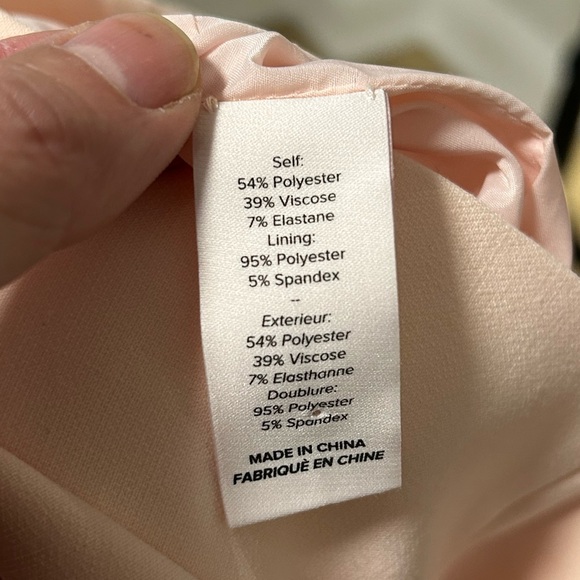 Self:
54% Polyester
39% Viscose
7% Elastane
Lining:
95% Polyester
5% Spandex
--
Exterieur:
54% Polyester
39% Viscose
7% Elasthanne
Doublure:
95% Polyester
5% Spandex
MADE IN CHINA
FABRIQUÈ EN CHINE